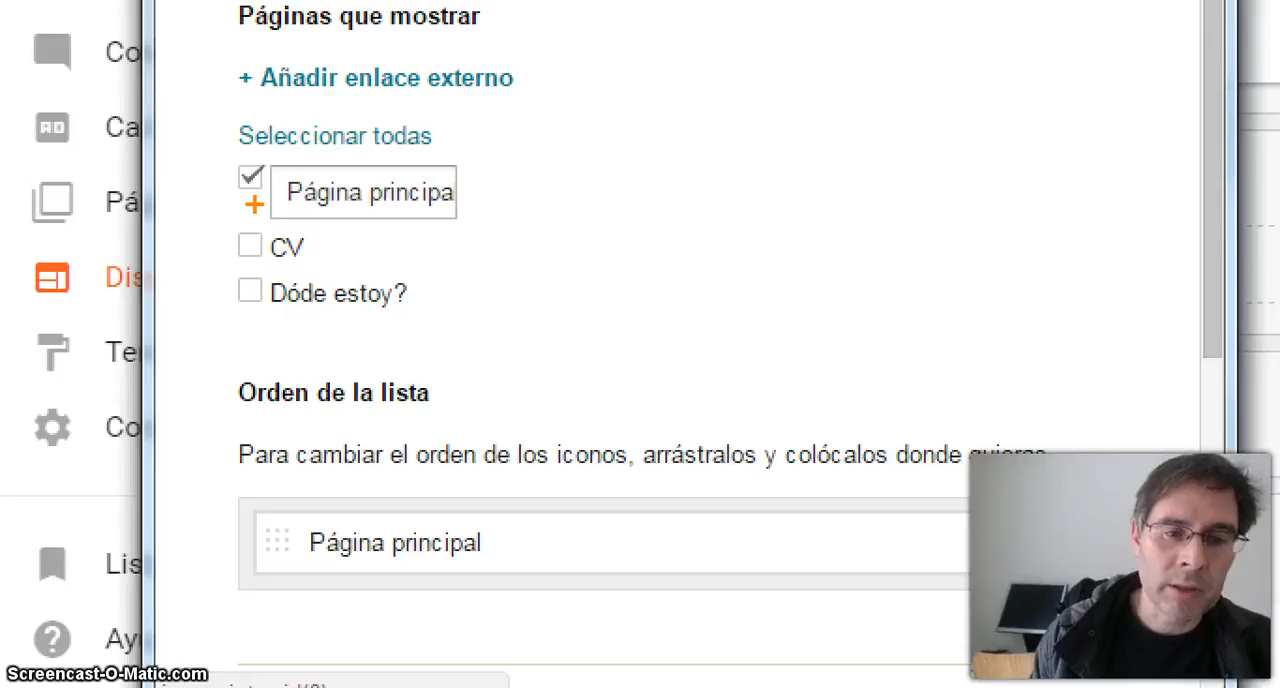 Páginas que mostrar
+ Añadir enlace externo
Seleccionar todas
Página principa
CV
Dóde estoy?
Orden de la lista
Para cambiar el orden de los iconos, arrástralos y colócalos donde quieras
Página principal
Co
Ca
Pá
Dis
Te
Co
Lis
Ayu
Screencast-O-Matic.com